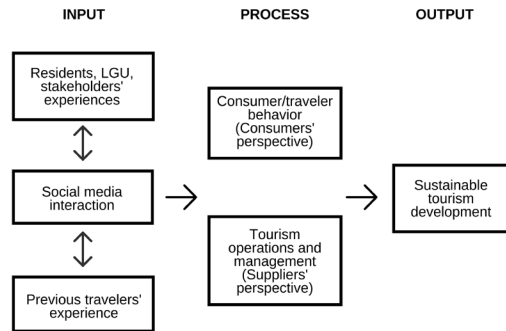 INPUT
PROCESS
OUTPUT
Residents, LGU,
stakeholders'
experiences
Social media
interaction
Previous travelers'
experience
Consumer/traveler
behavior
(Consumers'
perspective)
Tourism
operations and
management
(Suppliers'
perspective)
Sustainable
tourism
development